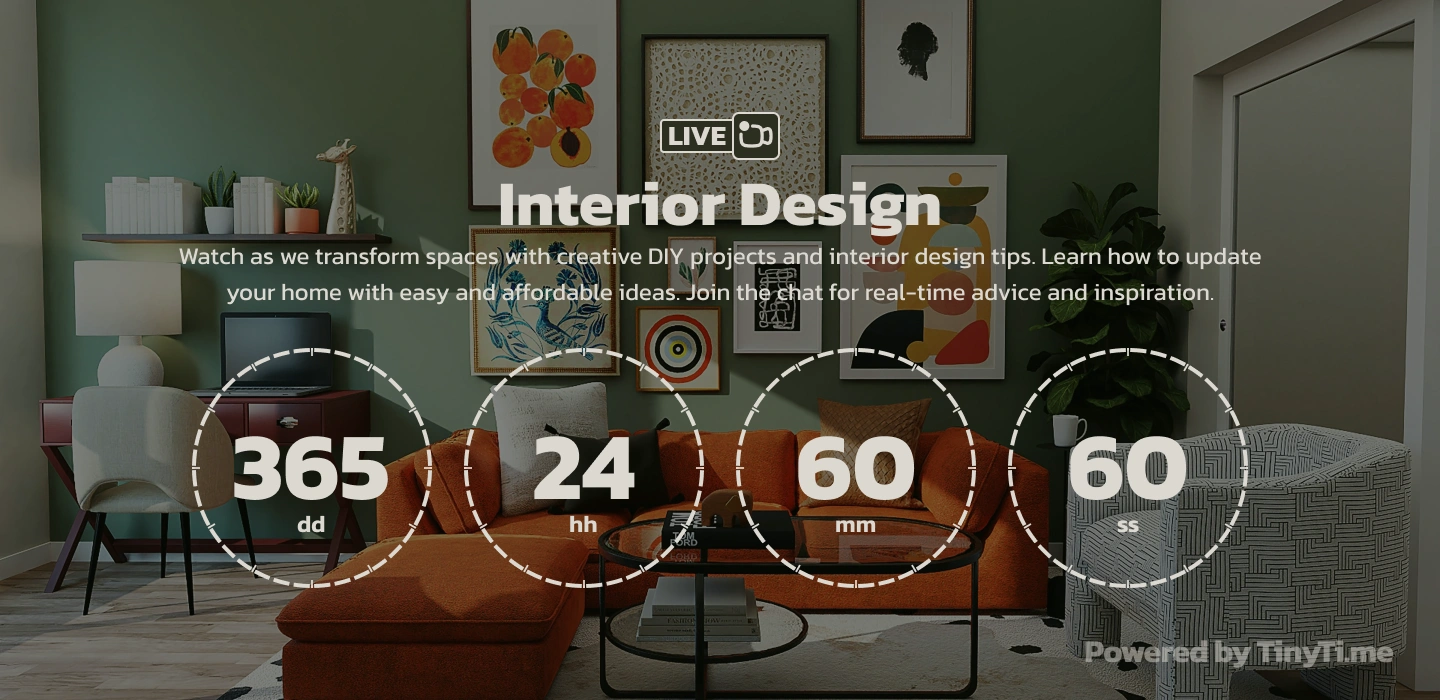 LIVE
Interior Design
Watch as we transform spaces with creative DIY projects and interior design tips. Learn how to update
your home with easy and affordable ideas. Join the chat for real-time advice and inspiration.
365
24
60
60
dd
hh
mm
ss
TOM
FORD
Powered by TinyTi.me